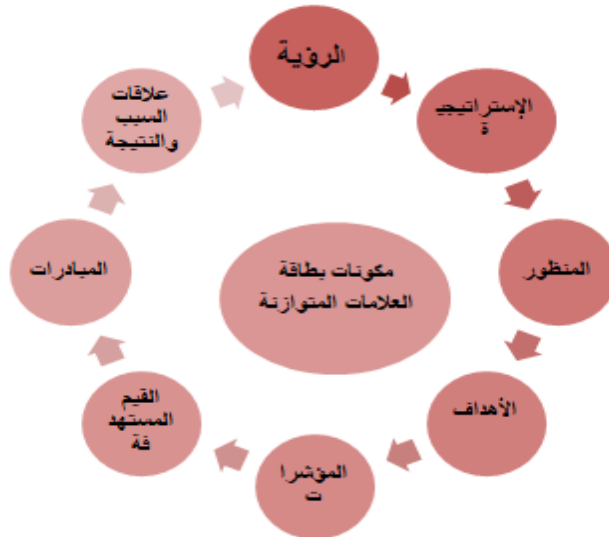 الرؤية
الإستراتيجي
ة
المنظور
الأهداف
المؤشرا
ت
القيم
المستهد
فة
المبادرات
علاقات
السبب
والنتيجة
مكونات بطاقة
العلامات المتوازنة